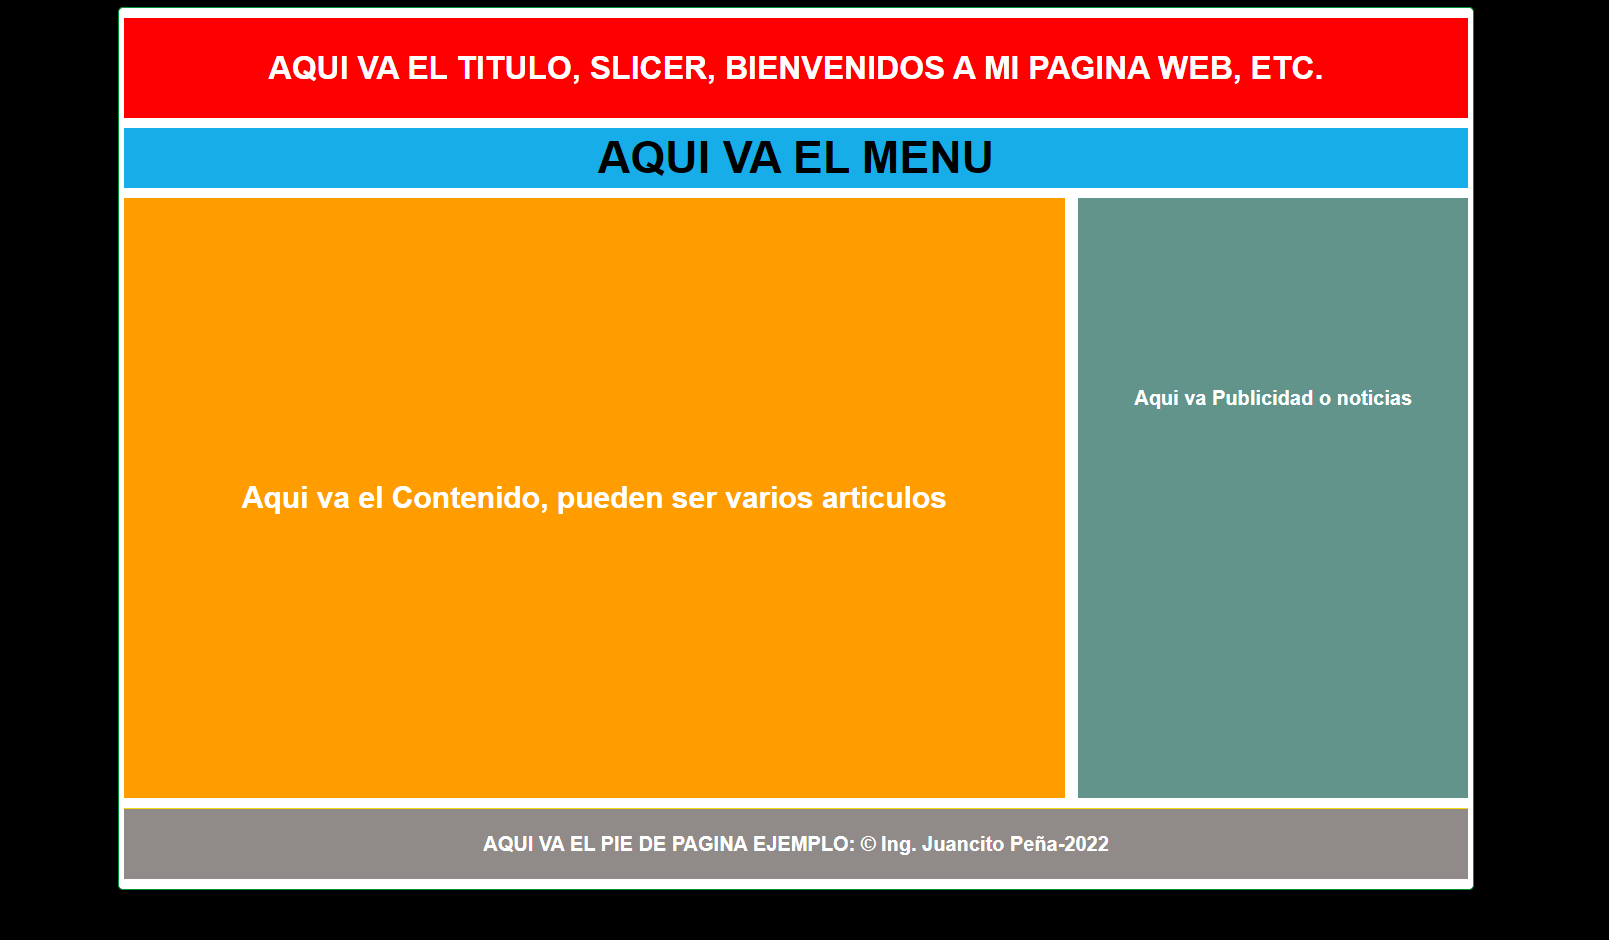 AQUI VA EL TITULO, SLICER, BIENVENIDOS A MI PAGINA WEB, ETC.
AQUI VA EL MENU
Aqui va el Contenido, pueden ser varios articulos
Aqui va Publicidad o noticias
AQUI VA EL PIE DE PAGINA EJEMPLO: © Ing. Juancito Peña-2022